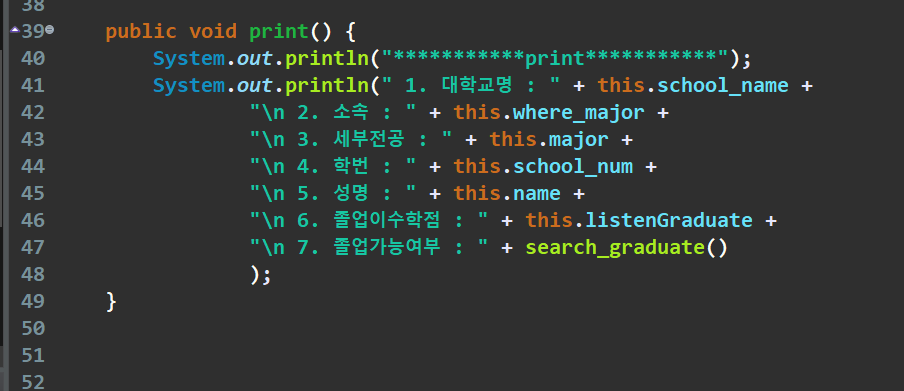 38
39 public void print() {
40 System.out.println("***********print***********");
41 System.out.println(" 1. 대학교명 : " + this.school_name +
42 "\n 2. 소속 : " + this.where_major +
43 "\n 3. 세부전공 : " + this.major +
44 "\n 4. 학번 : " + this.school_num +
45 "\n 5. 성명 : " + this.name +
46 "\n 6. 졸업이수학점 : " + this.listenGraduate +
47 "\n 7. 졸업가능여부 : " + search_graduate()
48 );
49 }
50
51
52